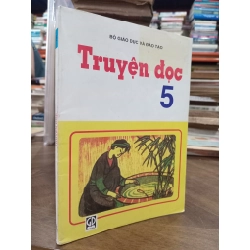 BỘ GIÁO DỤC VÀ ĐÀO TẠO
Truyện đọc
5